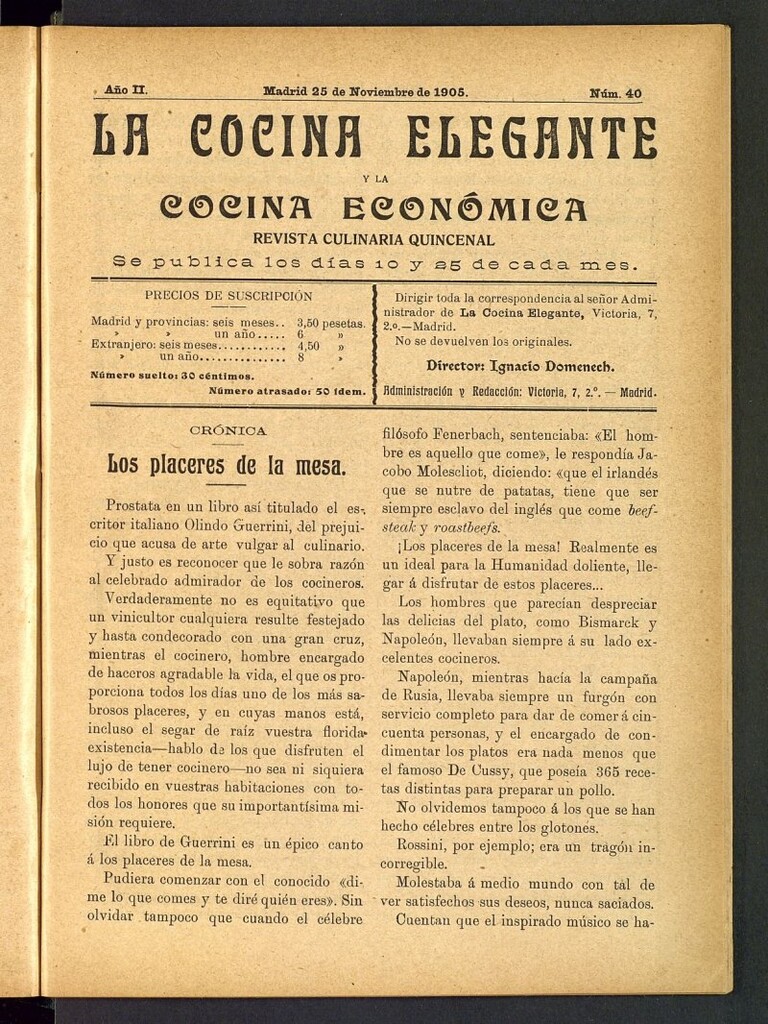 Año II.
Madrid 25 de Noviembre de 1905.
Núm. 40
LA COCINA ELEGANTE
Y LA
COCINA ECONÓMICA
REVISTA CULINARIA QUINCENAL
Se publica los días 10 y 25 de cada mes.
PRECIOS DE SUSCRIPCIÓN
Madrid y provincias: seis meses.. 3,50 pesetas.
» » un año..... 6 »
Extranjero: seis meses............ 4,50 »
» un año............... 8 »
Número suelto: 30 céntimos.
Número atrasado: 50 ídem.
Dirigir toda la correspondencia al señor Admi-
nistrador de La Cocina Elegante, Victoria, 7,
2.º.—Madrid.
No se devuelven los originales.
Director: Ignacio Domenech.
Administración y Redacción: Victoria, 7, 2.º. — Madrid.
CRÓNICA
Los placeres de la mesa.
Prostata en un libro así titulado el es-
critor italiano Olindo Guerrini, del prejui-
cio que acusa de arte vulgar al culinario.
Y justo es reconocer que le sobra razón
al celebrado admirador de los cocineros.
Verdaderamente no es equitativo que
un vinicultor cualquiera resulte festejado
y hasta condecorado con una gran cruz,
mientras el cocinero, hombre encargado
de haceros agradable la vida, el que os pro-
porciona todos los días uno de los más sa-
brosos placeres, y en cuyas manos está,
incluso el segar de raíz vuestra florida
existencia—hablo de los que disfruten el
lujo de tener cocinero—no sea ni siquiera
recibido en vuestras habitaciones con to-
dos los honores que su importantísima mi-
sión requiere.
El libro de Guerrini es un épico canto
á los placeres de la mesa.
Pudiera comenzar con el conocido «di-
me lo que comes y te diré quién eres». Sin
olvidar tampoco que cuando el célebre
filósofo Fenerbach, sentenciaba: «El hom-
bre es aquello que come», le respondía Ja-
cobo Molescliot, diciendo: «que el irlandés
que se nutre de patatas, tiene que ser
siempre esclavo del inglés que come beef-
steak y roastbeefs.
¡Los placeres de la mesa! Realmente es
un ideal para la Humanidad doliente, lle-
gar á disfrutar de estos placeres...
Los hombres que parecían despreciar
las delicias del plato, como Bismarck y
Napoleón, llevaban siempre á su lado ex-
celentes cocineros.
Napoleón, mientras hacía la campaña
de Rusia, llevaba siempre un furgón con
servicio completo para dar de comer á cin-
cuenta personas, y el encargado de con-
dimentar los platos era nada menos que
el famoso De Cussy, que poseía 365 rece-
tas distintas para preparar un pollo.
No olvidemos tampoco á los que se han
hecho célebres entre los glotones.
Rossini, por ejemplo; era un tragón in-
corregible.
Molestaba á medio mundo con tal de
ver satisfechos sus deseos, nunca saciados.
Cuentan que el inspirado músico se ha-